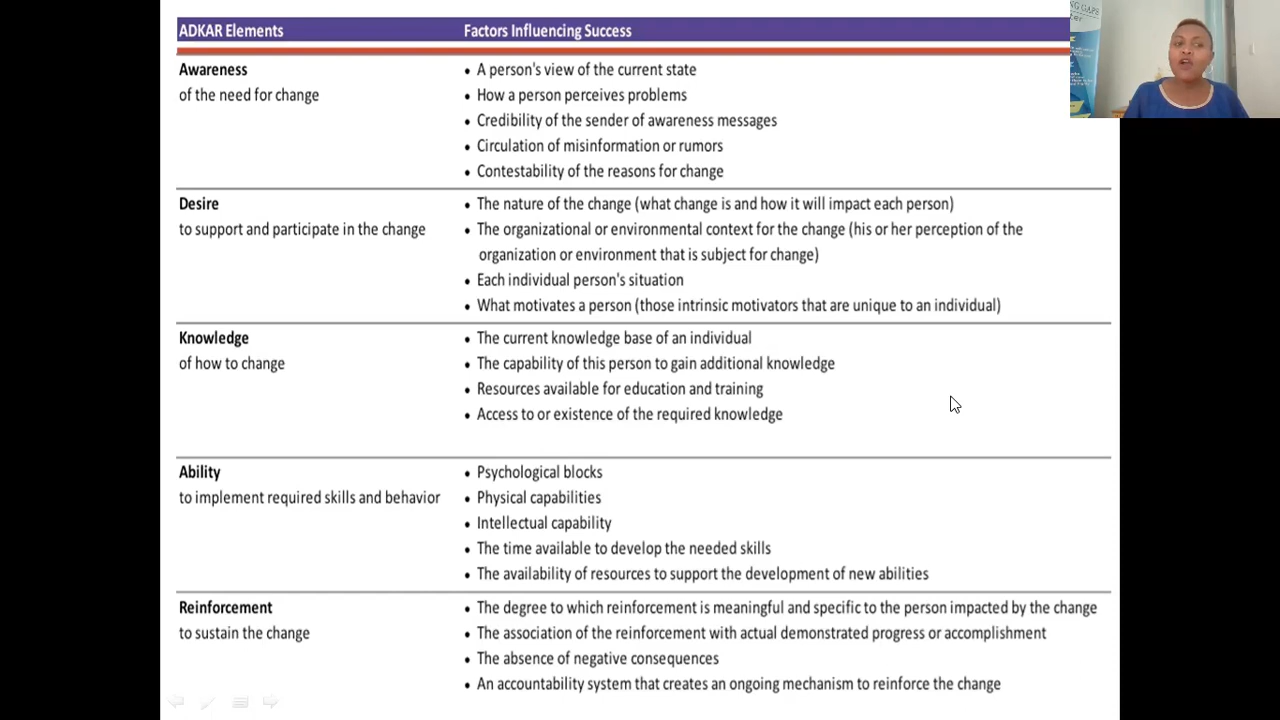 ADKAR Elements Factors Influencing Success
Awareness
of the need for change
• A person's view of the current state
• How a person perceives problems
• Credibility of the sender of awareness messages
• Circulation of misinformation or rumors
• Contestability of the reasons for change
Desire
to support and participate in the change
• The nature of the change (what change is and how it will impact each person)
• The organizational or environmental context for the change (his or her perception of the
organization or environment that is subject for change)
• Each individual person's situation
• What motivates a person (those intrinsic motivators that are unique to an individual)
Knowledge
of how to change
• The current knowledge base of an individual
• The capability of this person to gain additional knowledge
• Resources available for education and training
• Access to or existence of the required knowledge
Ability
to implement required skills and behavior
• Psychological blocks
• Physical capabilities
• Intellectual capability
• The time available to develop the needed skills
• The availability of resources to support the development of new abilities
Reinforcement
to sustain the change
• The degree to which reinforcement is meaningful and specific to the person impacted by the change
• The association of the reinforcement with actual demonstrated progress or accomplishment
• The absence of negative consequences
• An accountability system that creates an ongoing mechanism to reinforce the change